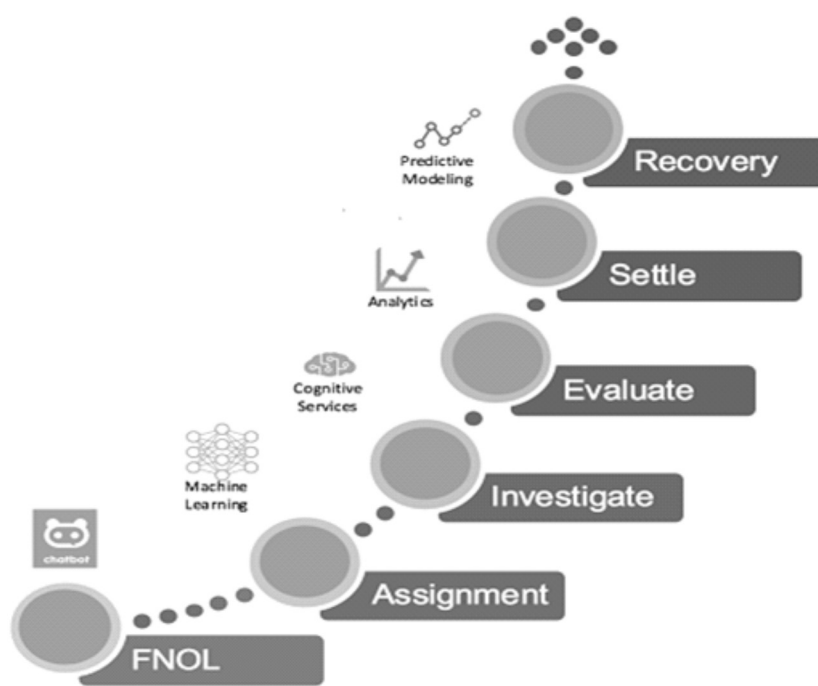 Predictive
Modeling
Recovery
Settle
Analytics
Evaluate
Cognitive
Services
Machine
Learning
Investigate
chatbot
Assignment
FNOL